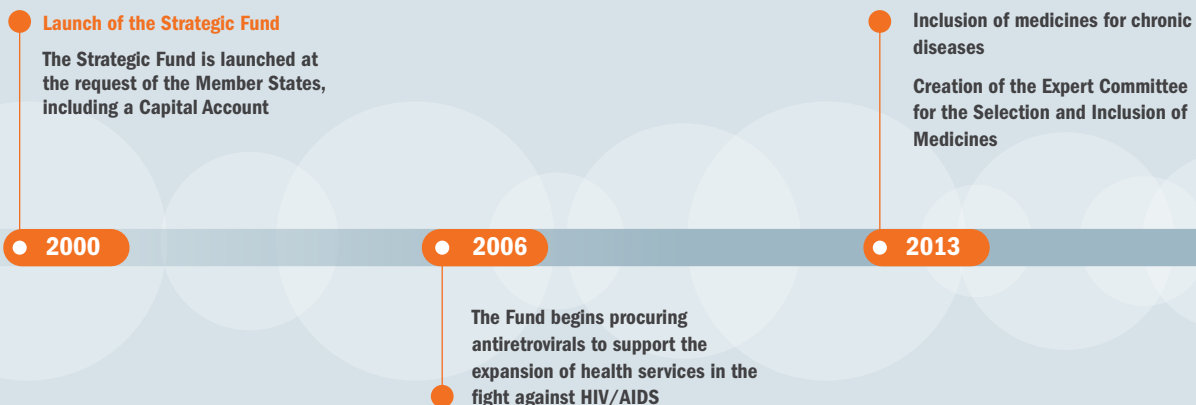 Launch of the Strategic Fund
The Strategic Fund is launched at
the request of the Member States,
including a Capital Account
2000
2006
The Fund begins procuring
antiretrovirals to support the
expansion of health services in the
fight against HIV/AIDS
Inclusion of medicines for chronic
diseases
Creation of the Expert Committee
for the Selection and Inclusion of
Medicines
2013